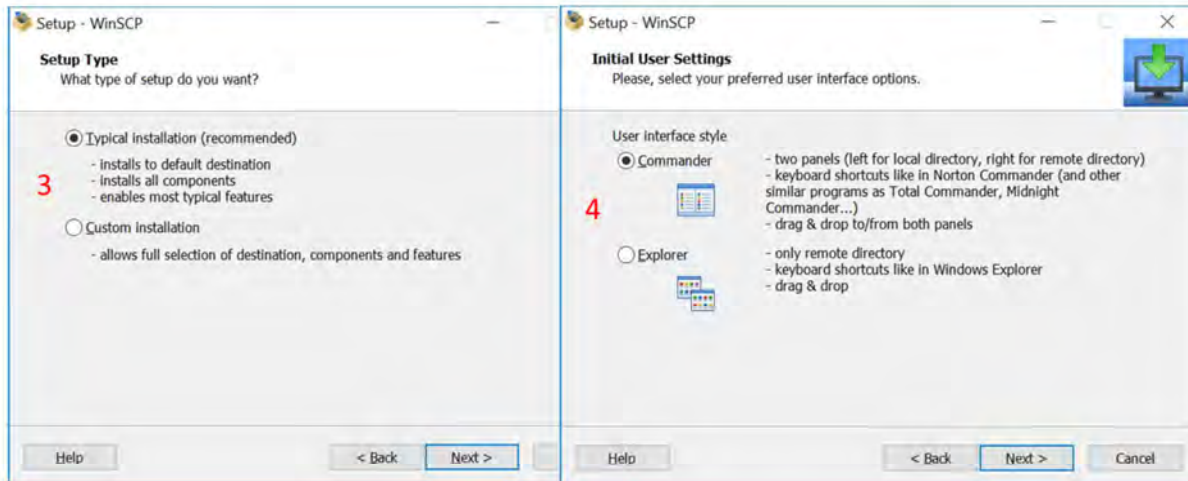 Setup - WinSCP
Setup Type
What type of setup do you want?
3
Typical installation (recommended)
- installs to default destination
- installs all components
- enables most typical features
Custom installation
- allows full selection of destination, components and features
Help
< Back
Next >
Setup - WinSCP
Initial User Settings
Please, select your preferred user interface options.
4
User interface style
Commander
- two panels (left for local directory, right for remote directory)
- keyboard shortcuts like in Norton Commander (and other
similar programs as Total Commander, Midnight
Commander...)
- drag & drop to/from both panels
Explorer
- only remote directory
- keyboard shortcuts like in Windows Explorer
- drag & drop
Help
< Back
Next >
Cancel